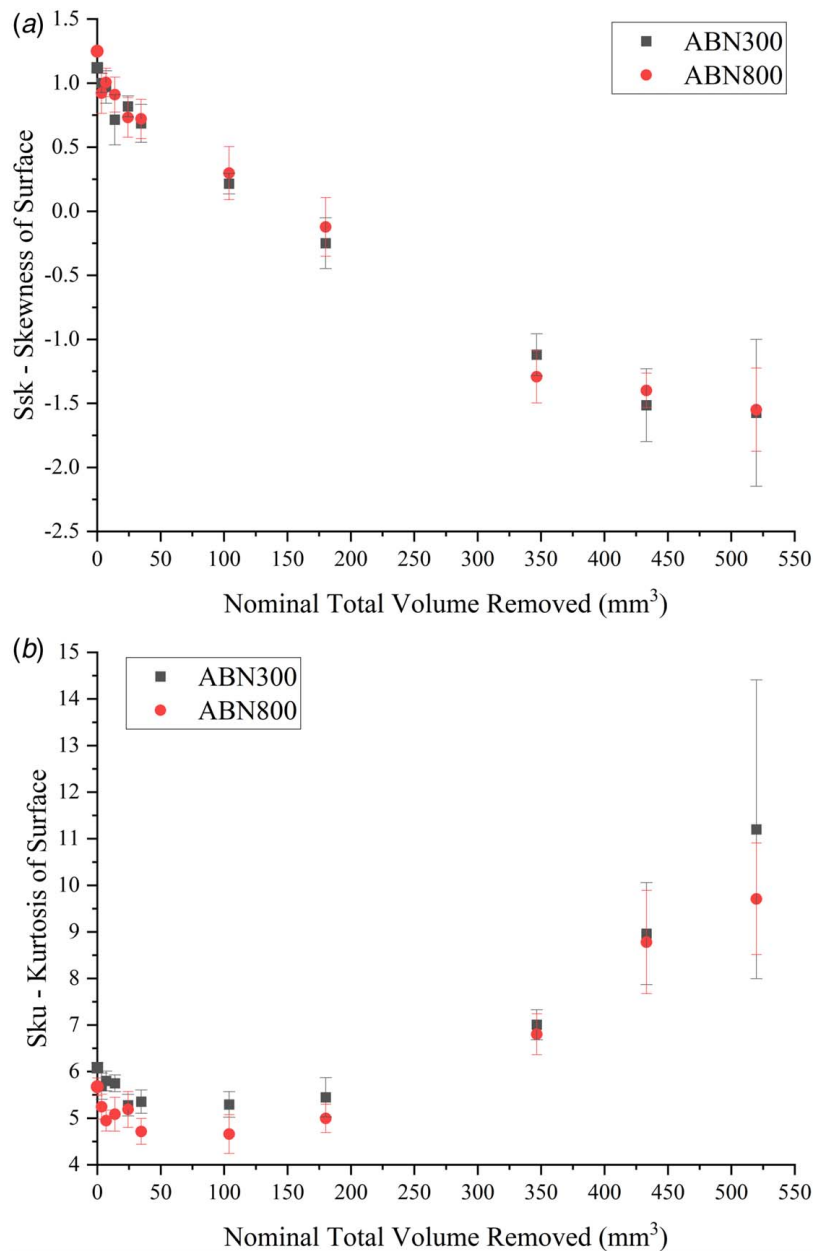 (a)
1.5
1.0
0.5
0.0
-0.5
-1.0
-1.5
-2.0
-2.5
Ssk - Skewness of Surface
ABN300
ABN800
0 50 100 150 200 250 300 350 400 450 500 550
Nominal Total Volume Removed (mm³)
(b)
15
14
13
12
11
10
9
8
7
6
5
4
Sku - Kurtosis of Surface
ABN300
ABN800
0 50 100 150 200 250 300 350 400 450 500 550
Nominal Total Volume Removed (mm³)